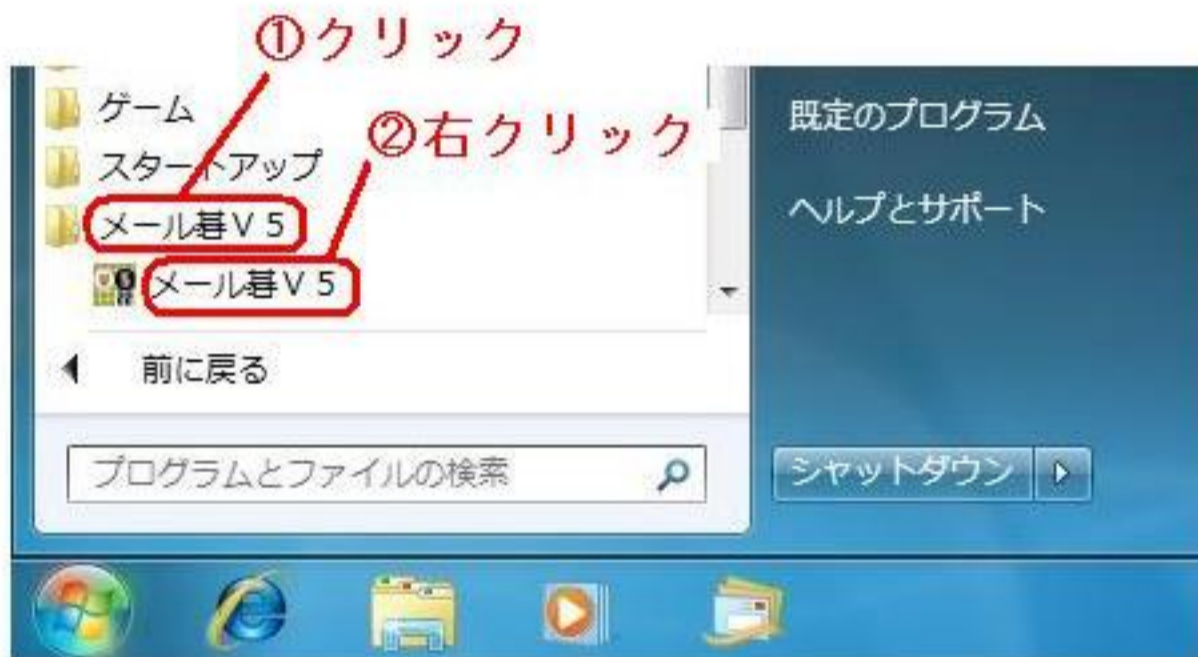 ①クリック
ゲーム
②右クリック
スタートアップ
メール碁V5
メール碁V5
前に戻る
プログラムとファイルの検索
既定のプログラム
ヘルプとサポート
シャットダウン